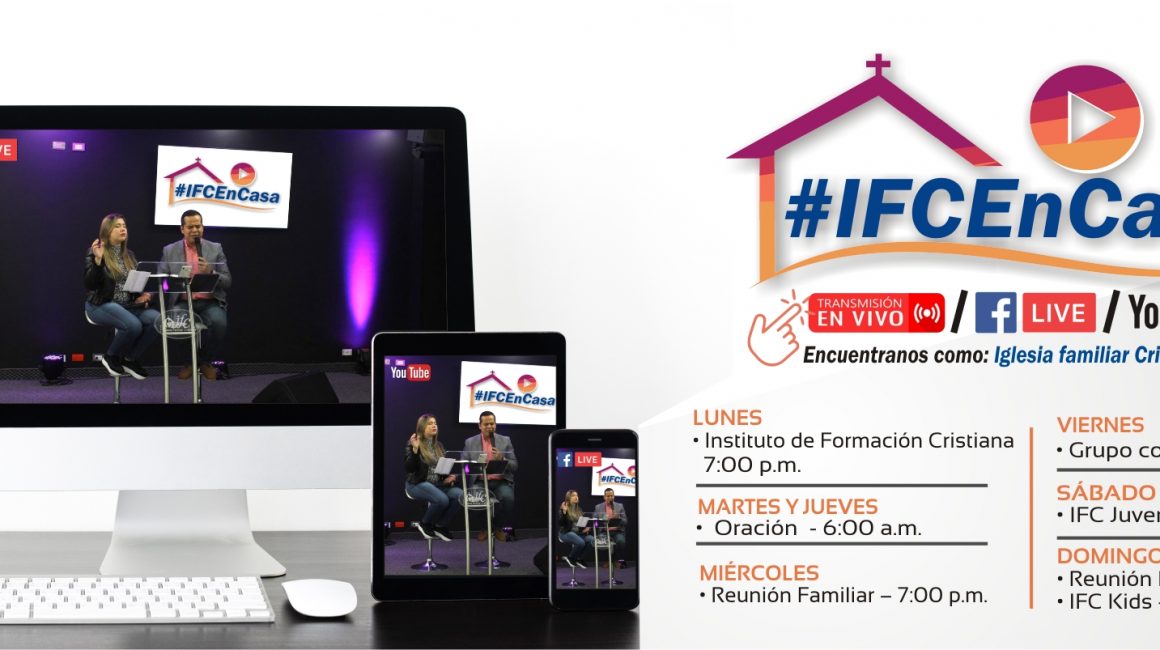 VE
#IFCEnCasa
YouTube
#IFCEnCasa
LIVE
#IFCEnCasa
#IFCEnCa
TRANSMISIÓN
EN VIVO
/ f LIVE / Yo
Encuentranos como: Iglesia familiar Cri
LUNES
• Instituto de Formación Cristiana
7:00 p.m.
MARTES Y JUEVES
• Oración - 6:00 a.m.
MIÉRCOLES
• Reunión Familiar – 7:00 p.m.
VIERNES
• Grupo co
SÁBADO
• IFC Juven
DOMINGO
• Reunión
• IFC Kids -